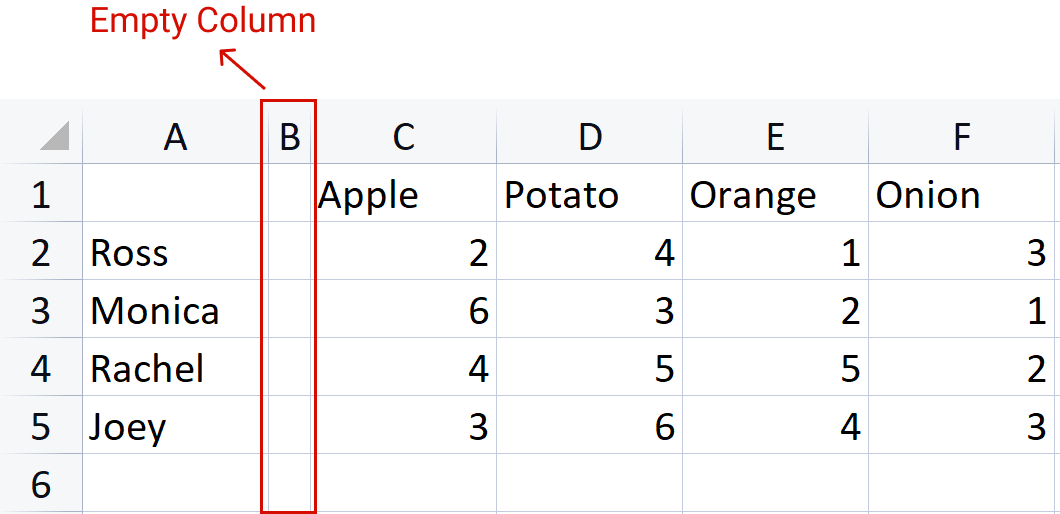 Empty Column
A B C D E F
1 Apple Potato Orange Onion
2 Ross 2 4 1 3
3 Monica 6 3 2 1
4 Rachel 4 5 5 2
5 Joey 3 6 4 3
6